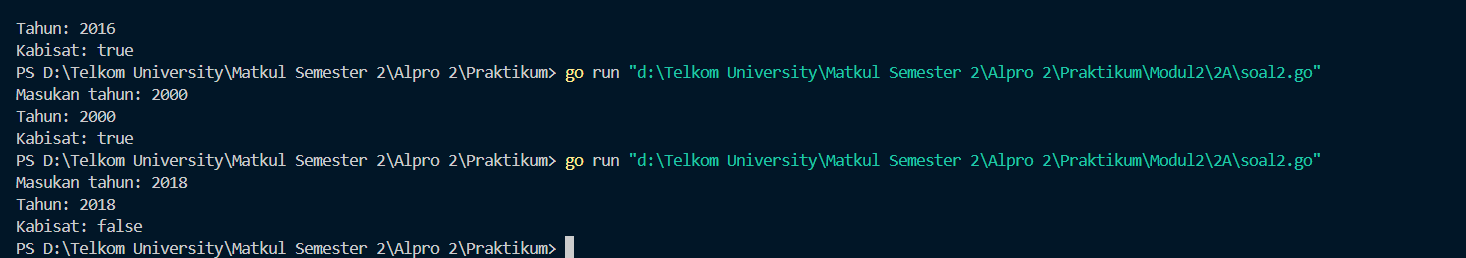 Tahun: 2016
Kabisat: true
PS D:\Telkom University\Matkul Semester 2\Alpro 2\Praktikum> go run "d:\Telkom University\Matkul Semester 2\Alpro 2\Praktikum\Modul2\2A\soal2.go"
Masukan tahun: 2000
Tahun: 2000
Kabisat: true
PS D:\Telkom University\Matkul Semester 2\Alpro 2\Praktikum> go run "d:\Telkom University\Matkul Semester 2\Alpro 2\Praktikum\Modul2\2A\soal2.go"
Masukan tahun: 2018
Tahun: 2018
Kabisat: false
PS D:\Telkom University\Matkul Semester 2\Alpro 2\Praktikum>